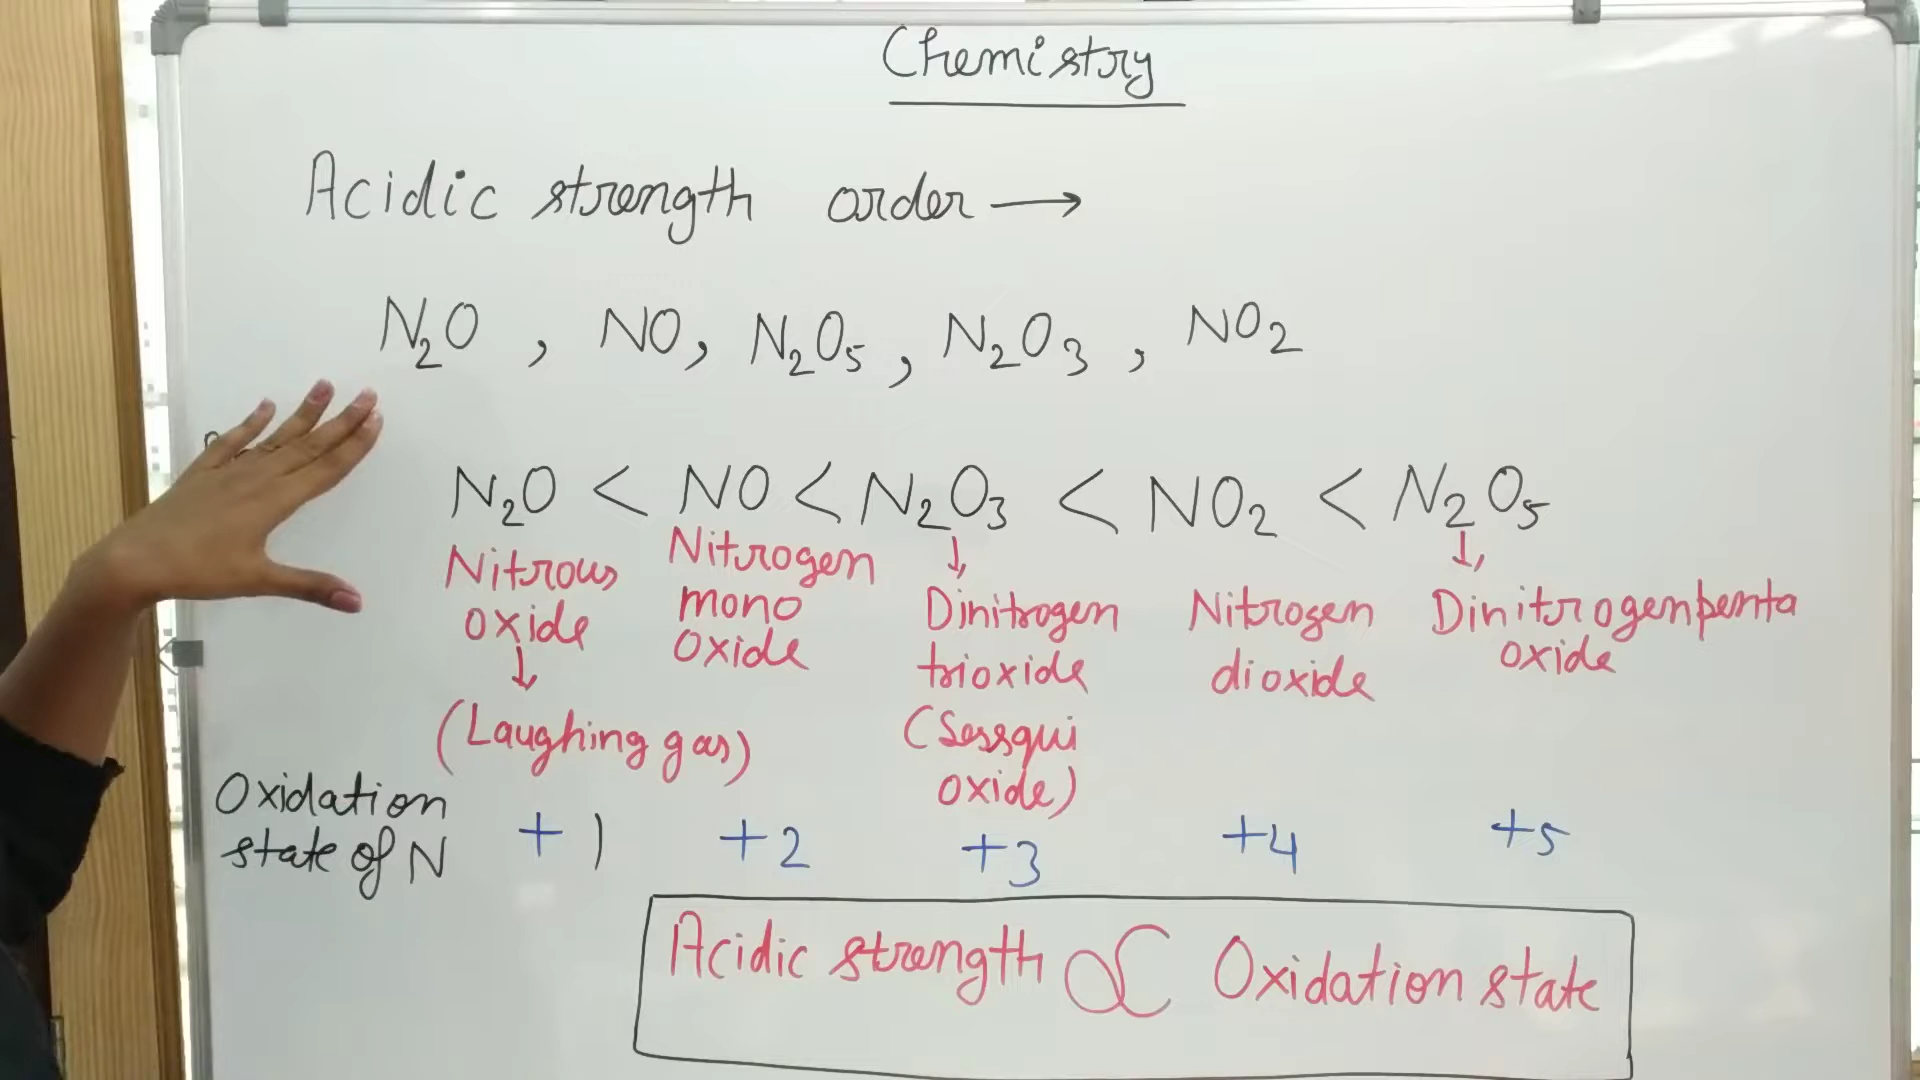 Chemistry
Acidic strength order →
N₂O , NO, N₂O₅ , N₂O₃ , NO₂
N₂O < NO < N₂O₃ < NO₂ < N₂O₅
Nitrous oxide ↓ (Laughing gas)
Nitrogen mono oxide
↓ Dinitrogen trioxide (Sesqui oxide)
Nitrogen dioxide
↓ Dinitrogenpenta oxide
Oxidation state of N +1 +2 +3 +4 +5
Acidic strength ∝ Oxidation state